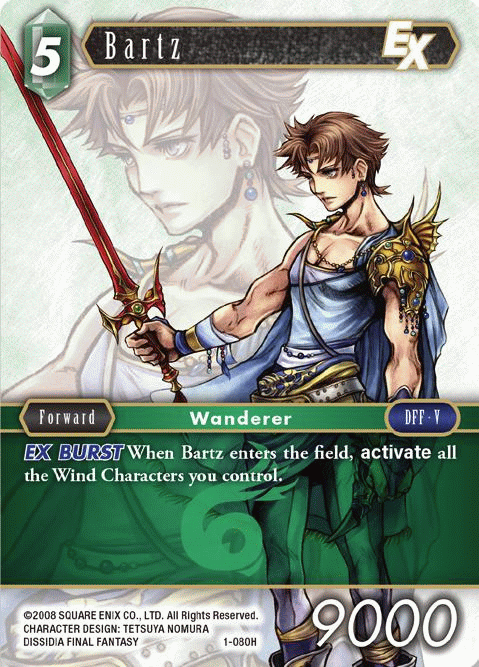 5
Bartz
EX
Forward
Wanderer
DFF · V
EX BURST When Bartz enters the field, activate all
the Wind Characters you control.
©2008 SQUARE ENIX CO., LTD. All Rights Reserved.
CHARACTER DESIGN: TETSUYA NOMURA
DISSIDIA FINAL FANTASY
1-080H
9000